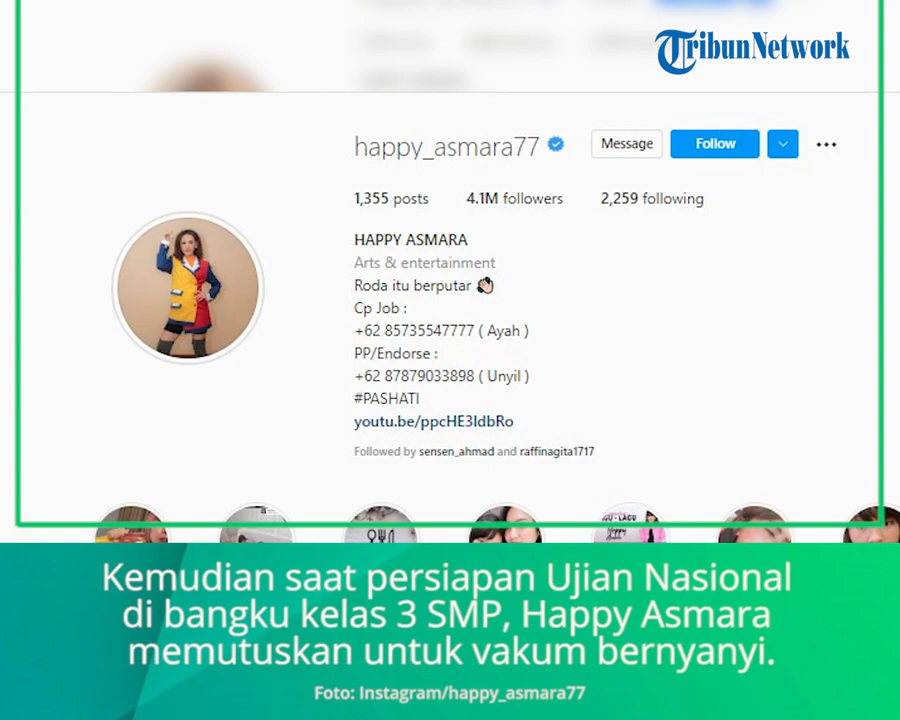 TribunNetwork
happy_asmara77
Message
Follow
1,355 posts 4.1M followers 2,259 following
HAPPY ASMARA
Arts & entertainment
Roda itu berputar 👏🏻
Cp Job :
+62 85735547777 ( Ayah )
PP/Endorse :
+62 87879033898 ( Unyil )
#PASHATI
youtu.be/ppcHE3ldbRo
Followed by sensen_ahmad and raffinagita1717
Kemudian saat persiapan Ujian Nasional
di bangku kelas 3 SMP, Happy Asmara
memutuskan untuk vakum bernyanyi.
Foto: Instagram/happy_asmara77